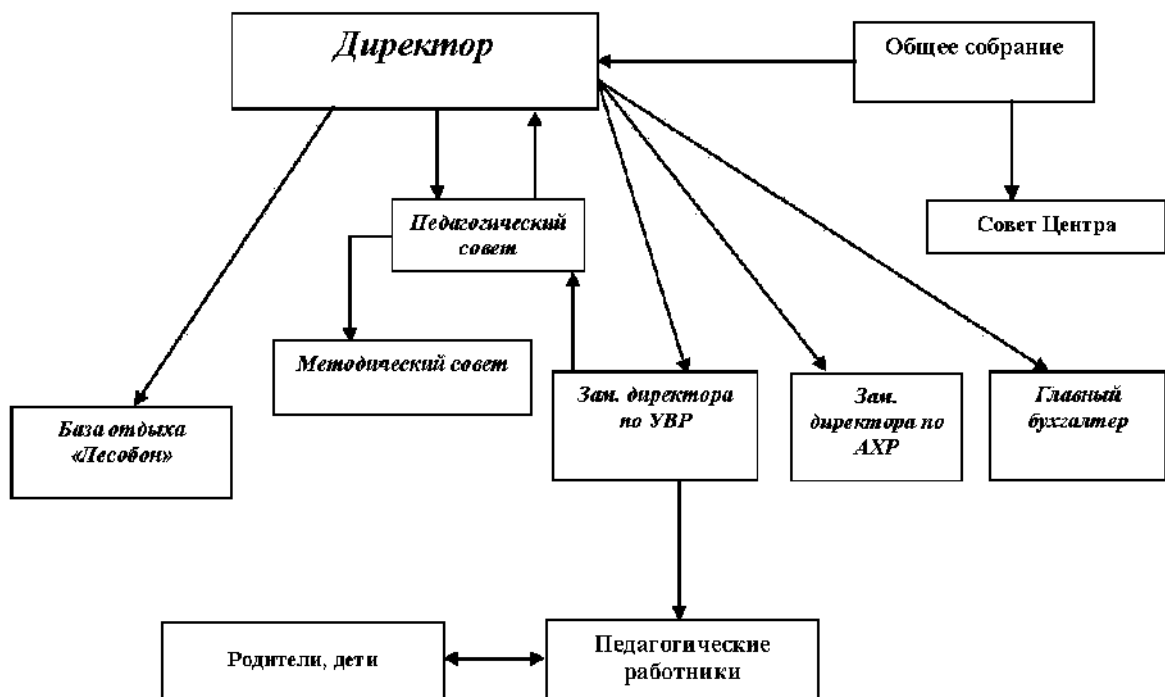 Директор
Общее собрание
Педагогический
совет
Совет Центра
Методический совет
Зам. директора
по УВР
Зам.
директора по
АХР
Главный
бухгалтер
База отдыха
«Лесобон»
Родители, дети
Педагогические
работники